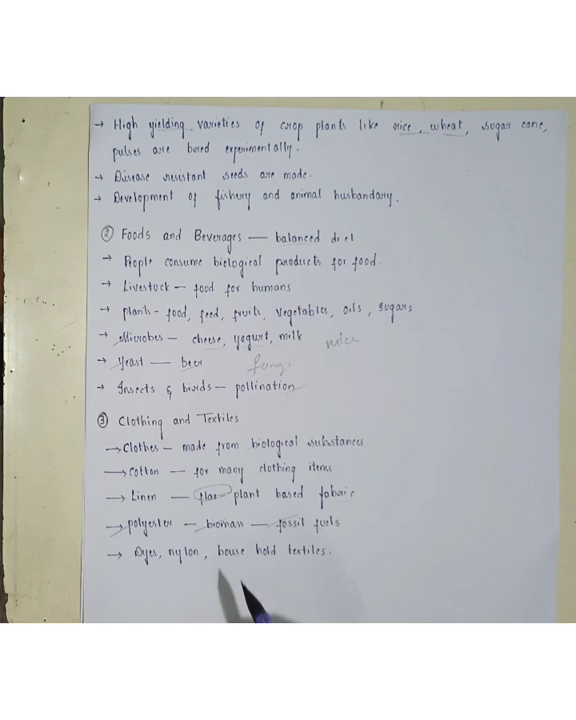 → High yielding varieties of crop plants like rice, wheat, sugar cane,
pulses are bred experimentally.
→ Disease resistant seeds are made.
→ Development of fishery and animal husbandary.
② Foods and Beverages — balanced diet
→ People consume biological products for food.
→ Livestock — food for humans
→ plants - food, feed, fruits, vegetables, oils, sugars
→ Microbes — cheese, yogurt, milk
→ Yeast — beer
→ Insects & birds — pollination
③ Clothing and Textiles
→ Clothes — made from biological substances
→ Cotton — for many clothing items
→ Linen — flax plant based fabric
→ polyester — biomass — fossil fuels
→ Dyes, nylon, house hold textiles.